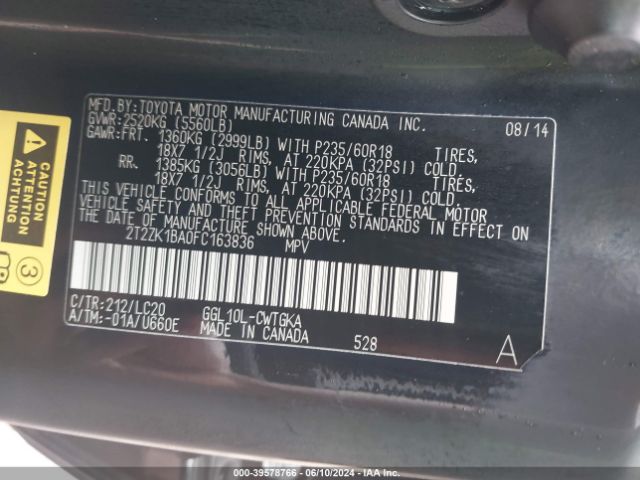 MFD.BY:TOYOTA MOTOR MANUFACTURING CANADA INC.
GVWR:2520KG (5560LB) 08/14
GAWR:FRT. 1360KG (2999LB) WITH P235/60R18 TIRES,
18X7 1/2J RIMS, AT 220KPA (32PSI) COLD.
RR. 1385KG (3056LB) WITH P235/60R18 TIRES,
18X7 1/2J RIMS, AT 220KPA (32PSI) COLD.
THIS VEHICLE CONFORMS TO ALL APPLICABLE FEDERAL MOTOR
VEHICLE SAFETY AND THEFT PREVENTION STANDARDS IN EFFECT ON
THE DATE OF MANUFACTURE SHOWN ABOVE.
2T2ZK1BA0FC163836 MPV
C/TR:212/LC20 GGL10L-CWTGKA
A/TM:-01A/U660E MADE IN CANADA 528
A
CAUTION
ATTENTION
ACHTUNG
3
000-39578766 - 06/10/2024 - IAA Inc.